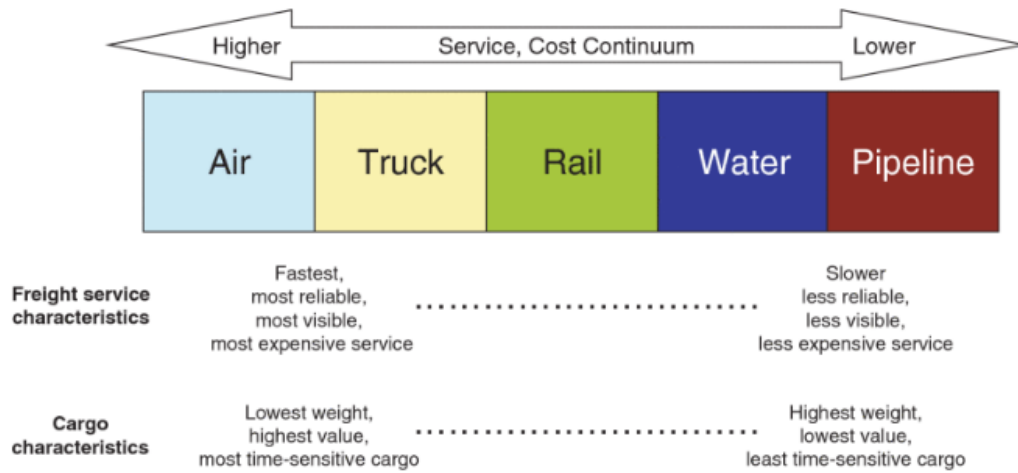 Higher
Service, Cost Continuum
Lower
Air
Truck
Rail
Water
Pipeline
Freight service
characteristics
Fastest,
most reliable,
most visible,
most expensive service
Slower
less reliable,
less visible,
less expensive service
Cargo
characteristics
Lowest weight,
highest value,
most time-sensitive cargo
Highest weight,
lowest value,
least time-sensitive cargo